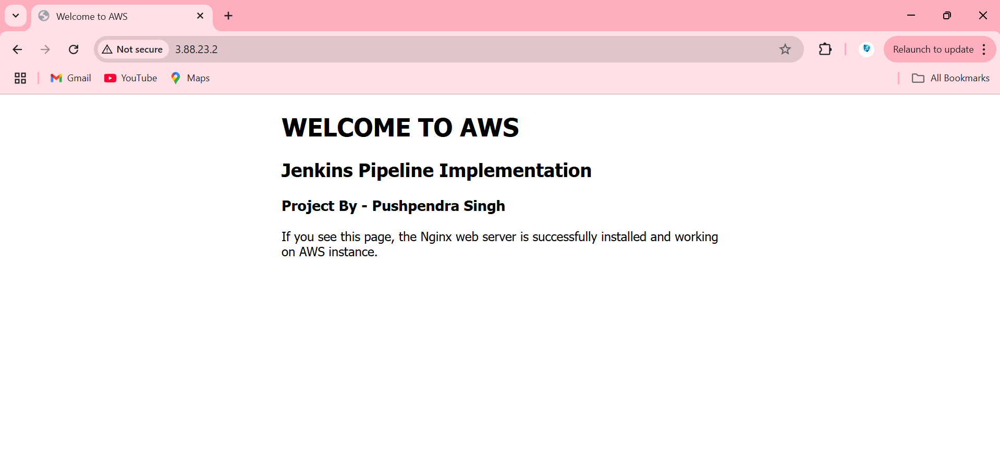 Welcome to AWS
Not secure
3.88.23.2
Relaunch to update
Gmail
YouTube
Maps
All Bookmarks
WELCOME TO AWS
Jenkins Pipeline Implementation
Project By - Pushpendra Singh
If you see this page, the Nginx web server is successfully installed and working
on AWS instance.